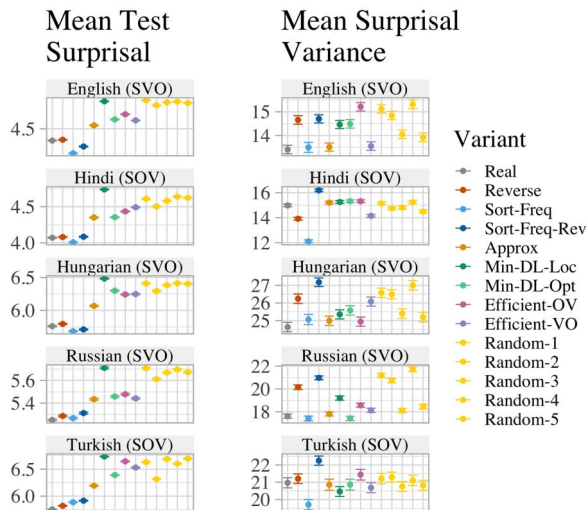 Mean Test
Surprisal
English (SVO)
4.5
Hindi (SOV)
4.5
4.0
Hungarian (SVO)
6.5
6.0
Russian (SVO)
5.6
5.4
Turkish (SOV)
6.5
6.0
Mean Surprisal
Variance
English (SVO)
15
14
Hindi (SOV)
16
14
12
Hungarian (SVO)
27
26
25
Russian (SVO)
22
20
18
Turkish (SOV)
22
21
20
Variant
Real
Reverse
Sort-Freq
Sort-Freq-Rev
Approx
Min-DL-Loc
Min-DL-Opt
Efficient-OV
Efficient-VO
Random-1
Random-2
Random-3
Random-4
Random-5